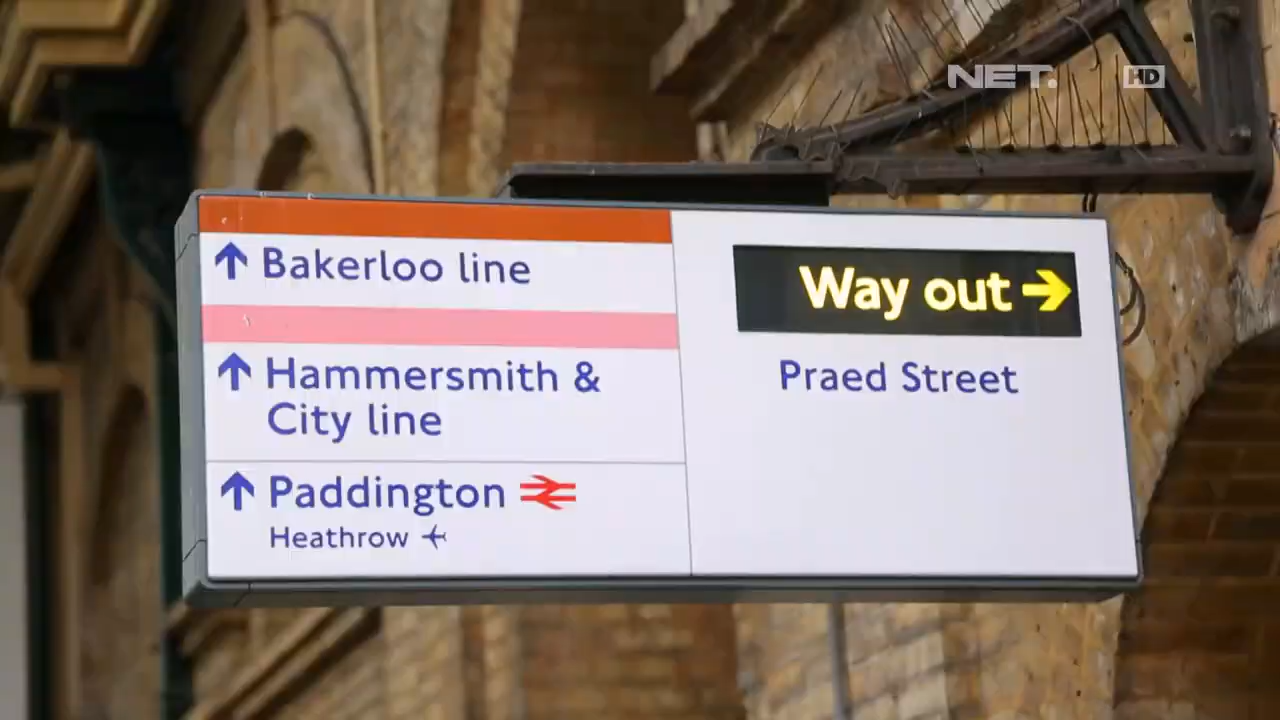 NET. HD
Bakerloo line
Hammersmith &
City line
Paddington
Heathrow
Way out
Praed Street